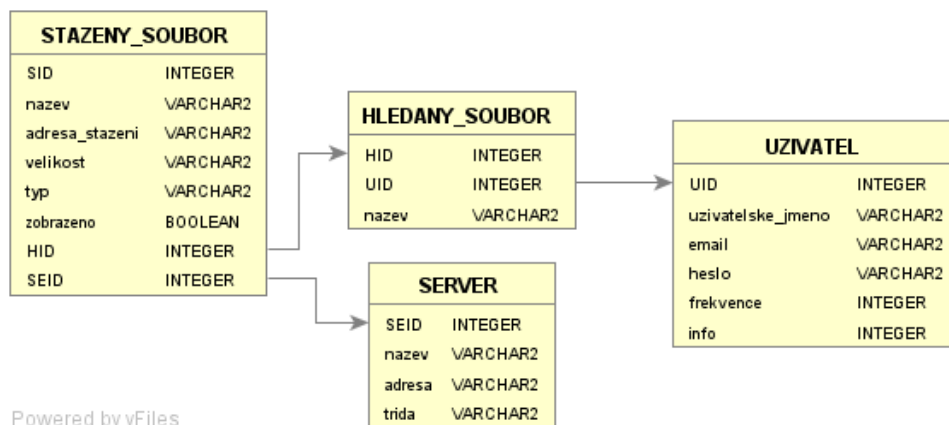 STAZENY_SOUBOR
SID INTEGER
nazev VARCHAR2
adresa_stazeni VARCHAR2
velikost VARCHAR2
typ VARCHAR2
zobrazeno BOOLEAN
HID INTEGER
SEID INTEGER
HLEDANY_SOUBOR
HID INTEGER
UID INTEGER
nazev VARCHAR2
SERVER
SEID INTEGER
nazev VARCHAR2
adresa VARCHAR2
trida VARCHAR2
UZIVATEL
UID INTEGER
uzivatelske_jmeno VARCHAR2
email VARCHAR2
heslo VARCHAR2
frekvence INTEGER
info INTEGER
Powered by yFiles